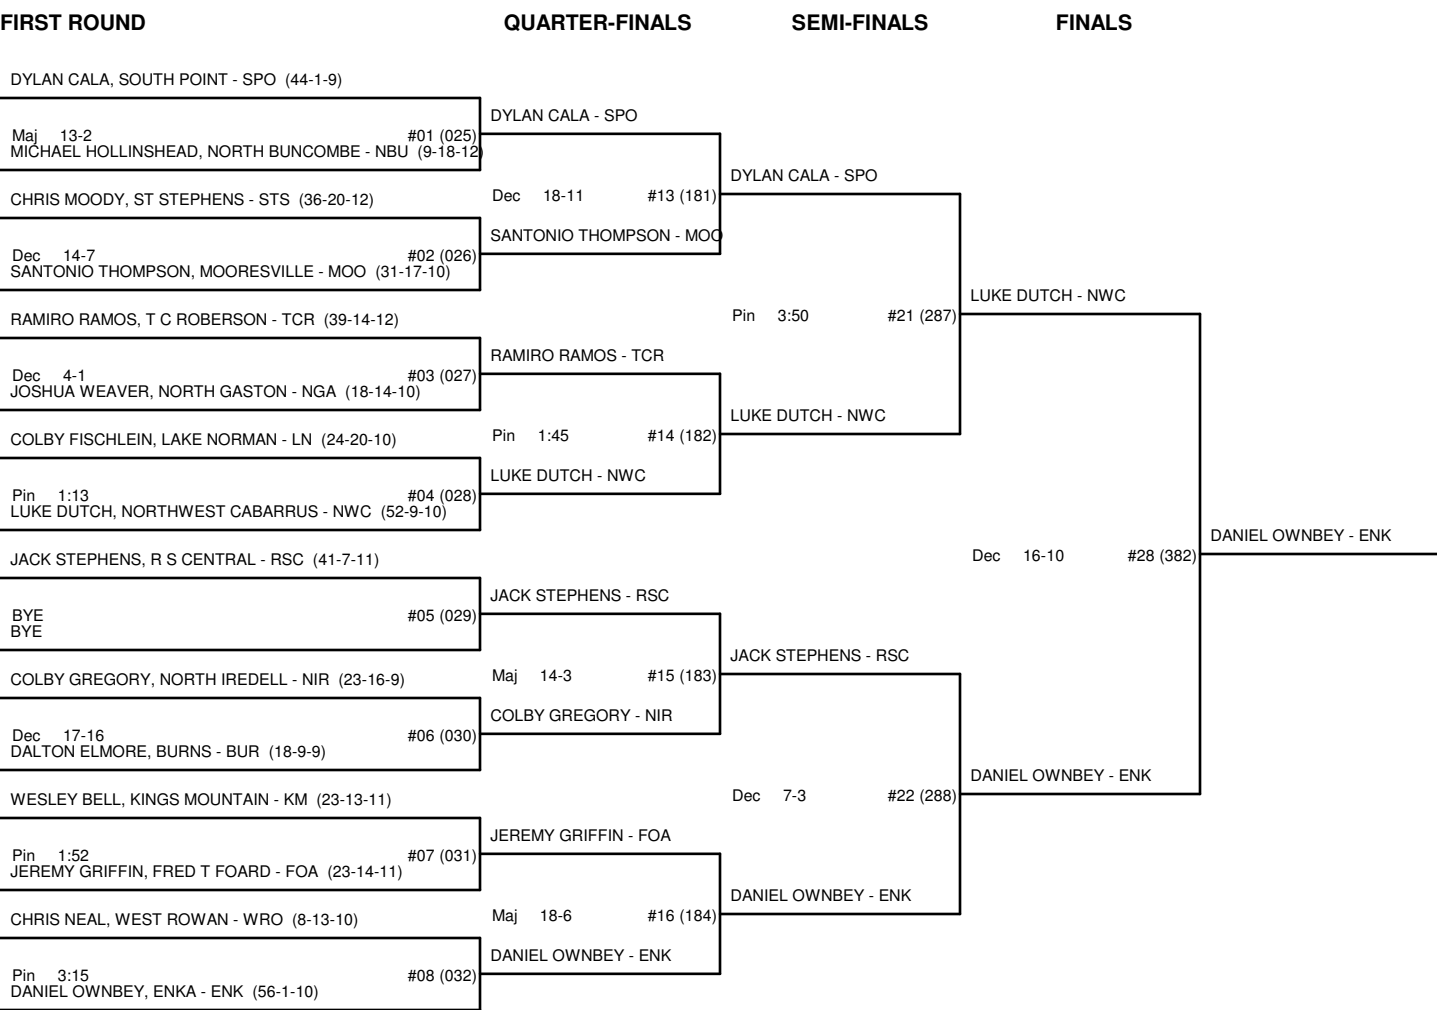 FIRST ROUND QUARTER-FINALS SEMI-FINALS FINALS
DYLAN CALA, SOUTH POINT - SPO (44-1-9)
DYLAN CALA - SPO
Maj 13-2 #01 (025)
MICHAEL HOLLINSHEAD, NORTH BUNCOMBE - NBU (9-18-12)
DYLAN CALA - SPO
CHRIS MOODY, ST STEPHENS - STS (36-20-12)
Dec 18-11 #13 (181)
SANTONIO THOMPSON - MOO
Dec 14-7 #02 (026)
SANTONIO THOMPSON, MOORESVILLE - MOO (31-17-10)
LUKE DUTCH - NWC
RAMIRO RAMOS, T C ROBERSON - TCR (39-14-12)
Pin 3:50 #21 (287)
RAMIRO RAMOS - TCR
Dec 4-1 #03 (027)
JOSHUA WEAVER, NORTH GASTON - NGA (18-14-10)
LUKE DUTCH - NWC
COLBY FISCHLEIN, LAKE NORMAN - LN (24-20-10)
Pin 1:45 #14 (182)
LUKE DUTCH - NWC
Pin 1:13 #04 (028)
LUKE DUTCH, NORTHWEST CABARRUS - NWC (52-9-10)
DANIEL OWNBEY - ENK
JACK STEPHENS, R S CENTRAL - RSC (41-7-11)
Dec 16-10 #28 (382)
JACK STEPHENS - RSC
BYE #05 (029)
BYE
JACK STEPHENS - RSC
COLBY GREGORY, NORTH IREDELL - NIR (23-16-9)
Maj 14-3 #15 (183)
COLBY GREGORY - NIR
Dec 17-16 #06 (030)
DALTON ELMORE, BURNS - BUR (18-9-9)
DANIEL OWNBEY - ENK
WESLEY BELL, KINGS MOUNTAIN - KM (23-13-11)
Dec 7-3 #22 (288)
JEREMY GRIFFIN - FOA
Pin 1:52 #07 (031)
JEREMY GRIFFIN, FRED T FOARD - FOA (23-14-11)
DANIEL OWNBEY - ENK
CHRIS NEAL, WEST ROWAN - WRO (8-13-10)
Maj 18-6 #16 (184)
DANIEL OWNBEY - ENK
Pin 3:15 #08 (032)
DANIEL OWNBEY, ENKA - ENK (56-1-10)